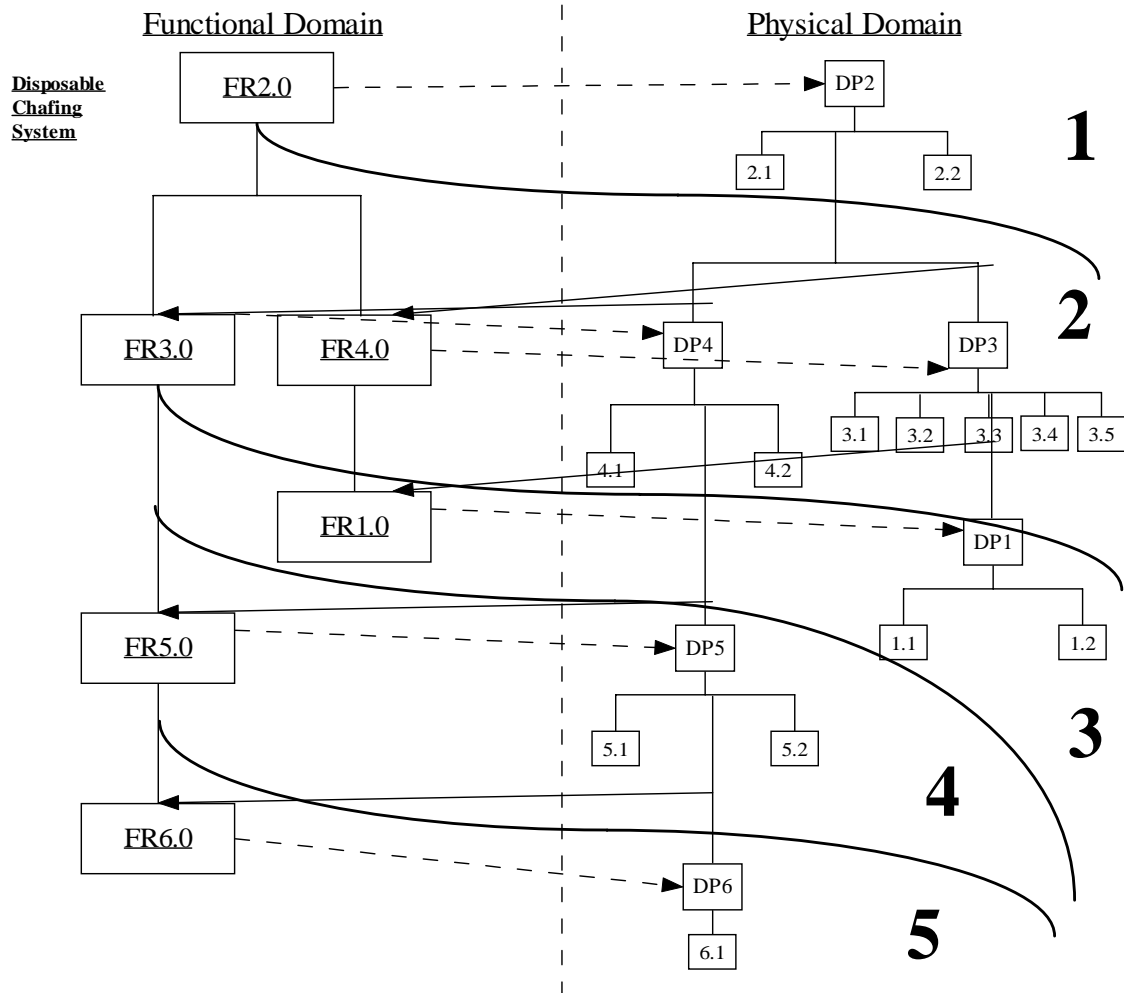 Functional Domain
Physical Domain
Disposable
Chafing
System
FR2.0
DP2
1
2.1
2.2
2
FR3.0
FR4.0
DP4
DP3
3.1
3.2
3.3
3.4
3.5
4.1
4.2
FR1.0
DP1
FR5.0
DP5
1.1
1.2
3
5.1
5.2
4
FR6.0
DP6
5
6.1